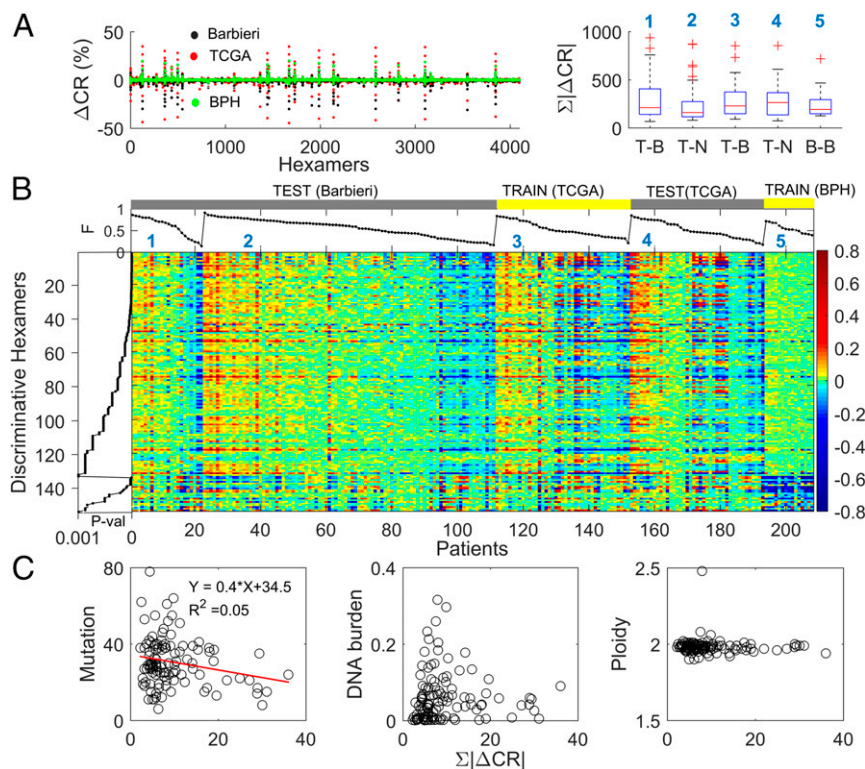 A
ΔCR (%)
50
0
-50
Barbieri
TCGA
BPH
0 1000 2000 3000 4000
Hexamers
Σ|ΔCR|
1000
500
0
1 2 3 4 5
T-B T-N T-B T-N B-B
B
TEST (Barbieri) TRAIN (TCGA) TEST(TCGA) TRAIN (BPH)
F
1
0.5
0
1 2 3 4 5
Discriminative Hexamers
20
40
60
80
100
120
140
P-val
0.001
0 20 40 60 80 100 120 140 160 180 200
Patients
0.8
0.6
0.4
0.2
0
-0.2
-0.4
-0.6
-0.8
C
Mutation
80
40
0
Y = 0.4*X+34.5
R² =0.05
0 20 40
DNA burden
0.4
0.2
0
0 20 40
Σ|ΔCR|
Ploidy
2.5
2
1.5
0 20 40